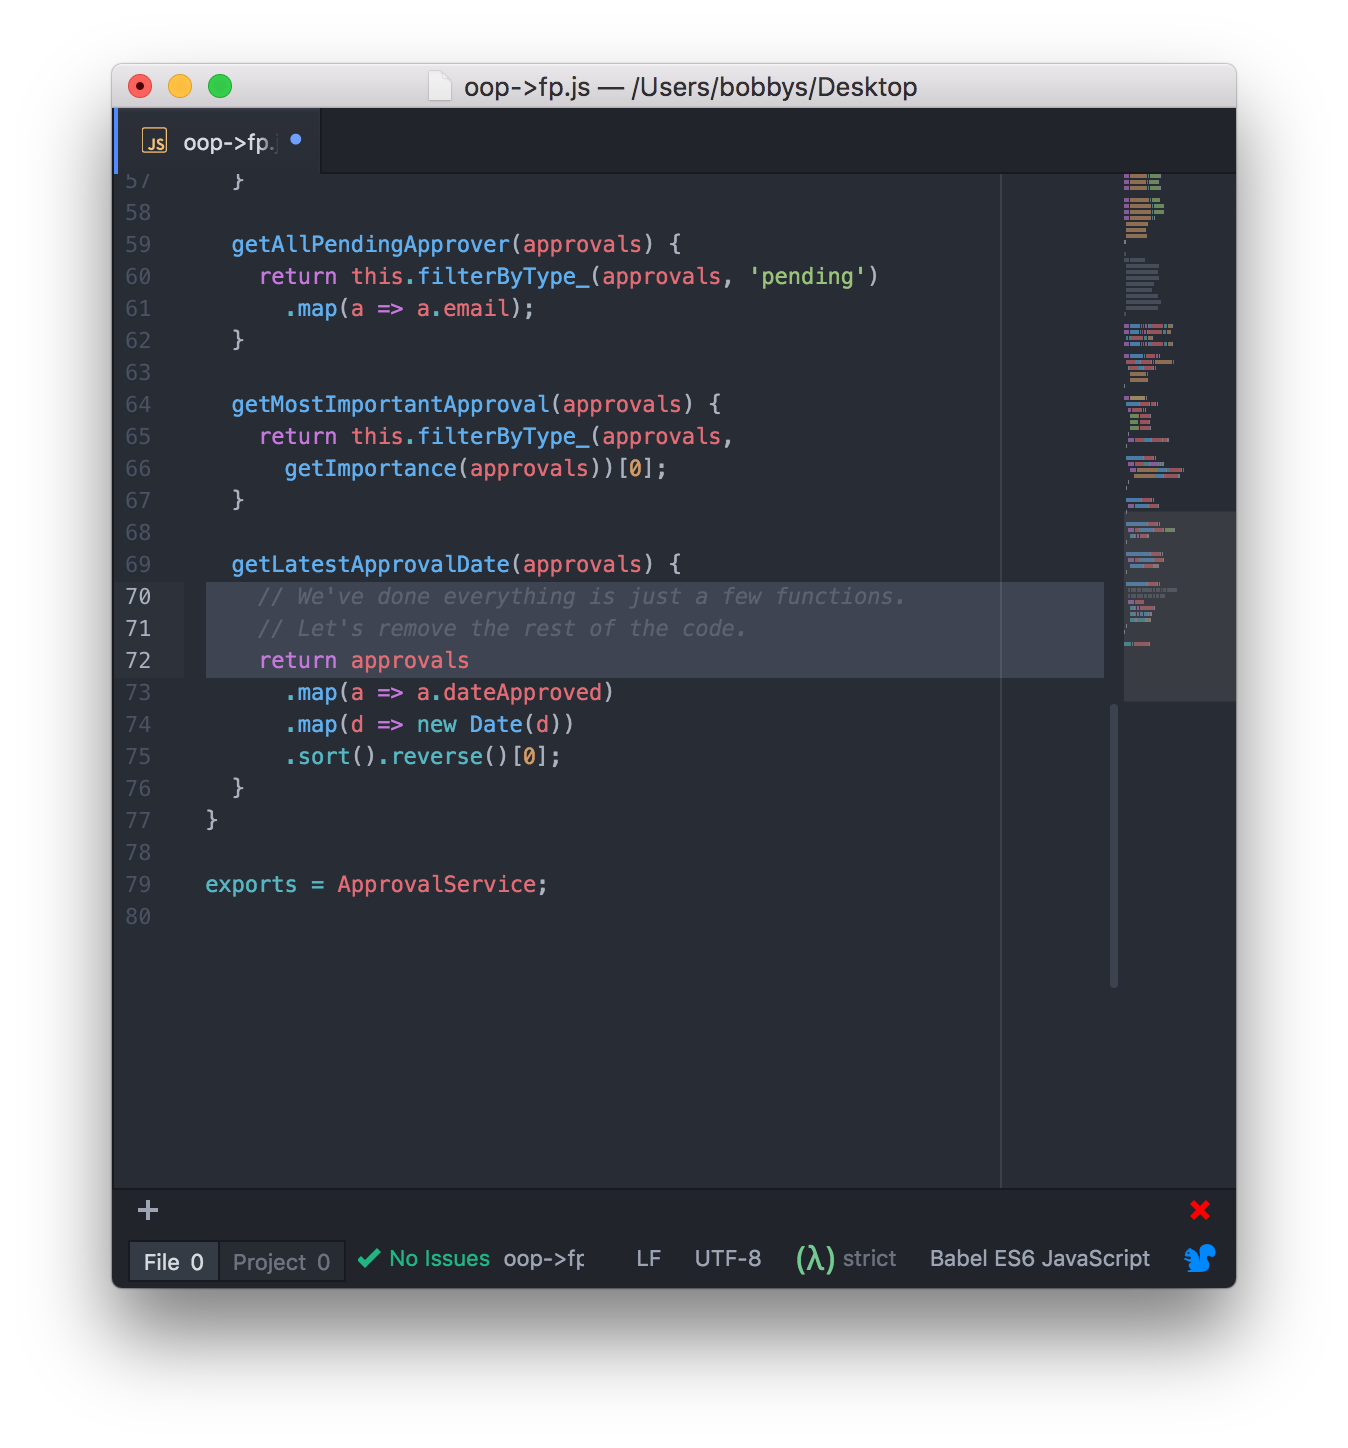 oop->fp.js — /Users/bobbys/Desktop
JS oop->fp.j
57 }
58
59 getAllPendingApprover(approvals) {
60 return this.filterByType_(approvals, 'pending')
61 .map(a => a.email);
62 }
63
64 getMostImportantApproval(approvals) {
65 return this.filterByType_(approvals,
66 getImportance(approvals))[0];
67 }
68
69 getLatestApprovalDate(approvals) {
70 // We've done everything is just a few functions.
71 // Let's remove the rest of the code.
72 return approvals
73 .map(a => a.dateApproved)
74 .map(d => new Date(d))
75 .sort().reverse()[0];
76 }
77 }
78
79 exports = ApprovalService;
80
File 0 Project 0 No Issues oop->fp LF UTF-8 (λ) strict Babel ES6 JavaScript